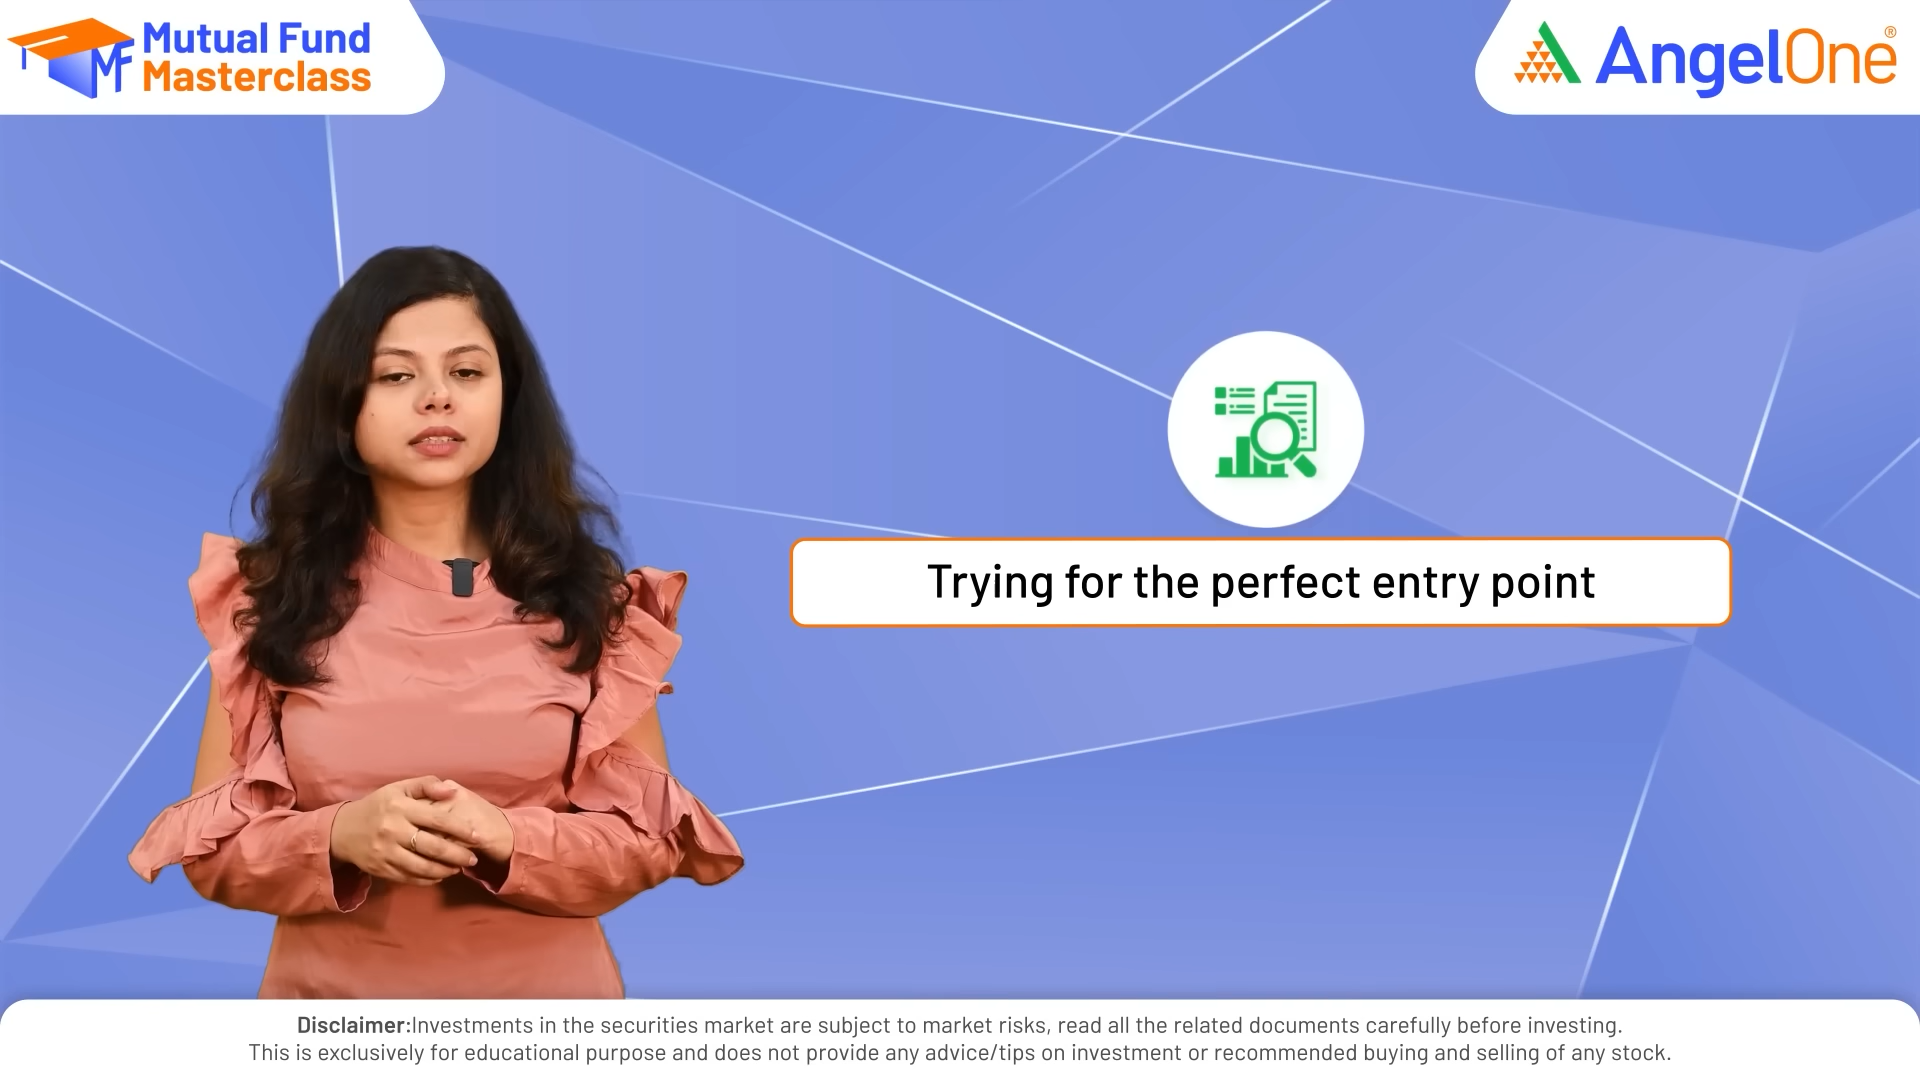 Mutual Fund
Masterclass
MF
AngelOne®
Trying for the perfect entry point
Disclaimer:Investments in the securities market are subject to market risks, read all the related documents carefully before investing.
This is exclusively for educational purpose and does not provide any advice/tips on investment or recommended buying and selling of any stock.